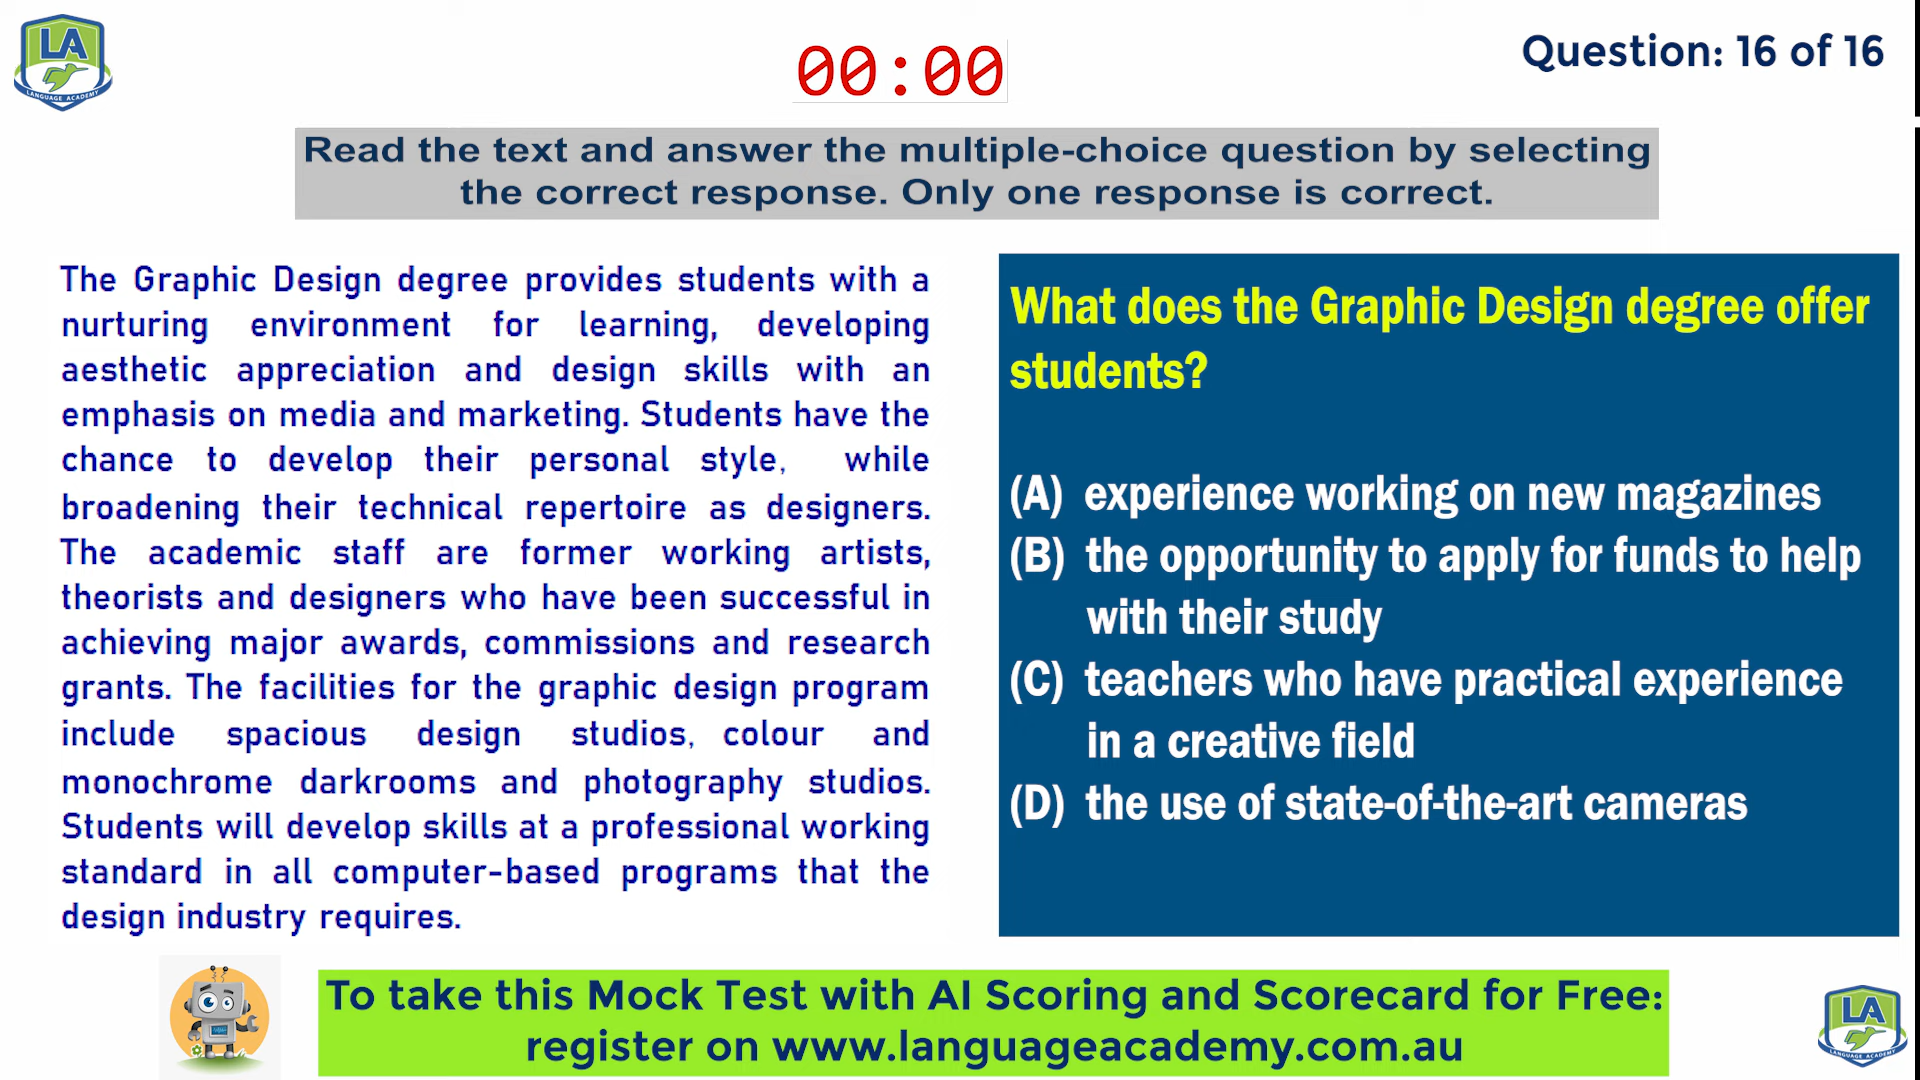 LA
LANGUAGE ACADEMY
00:00
Question: 16 of 16
Read the text and answer the multiple-choice question by selecting
the correct response. Only one response is correct.
The Graphic Design degree provides students with a
nurturing environment for learning, developing
aesthetic appreciation and design skills with an
emphasis on media and marketing. Students have the
chance to develop their personal style, while
broadening their technical repertoire as designers.
The academic staff are former working artists,
theorists and designers who have been successful in
achieving major awards, commissions and research
grants. The facilities for the graphic design program
include spacious design studios, colour and
monochrome darkrooms and photography studios.
Students will develop skills at a professional working
standard in all computer-based programs that the
design industry requires.
What does the Graphic Design degree offer
students?
(A) experience working on new magazines
(B) the opportunity to apply for funds to help
with their study
(C) teachers who have practical experience
in a creative field
(D) the use of state-of-the-art cameras
To take this Mock Test with AI Scoring and Scorecard for Free:
register on www.languageacademy.com.au
LA
LANGUAGE ACADEMY